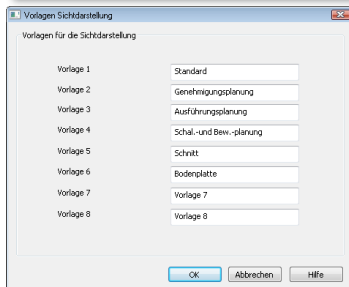 Vorlagen Sichtdarstellung
Vorlagen für die Sichtdarstellung
Vorlage 1 Standard
Vorlage 2 Genehmigungsplanung
Vorlage 3 Ausführungsplanung
Vorlage 4 Schal.-und Bew.-planung
Vorlage 5 Schnitt
Vorlage 6 Bodenplatte
Vorlage 7 Vorlage 7
Vorlage 8 Vorlage 8
OK Abbrechen Hilfe